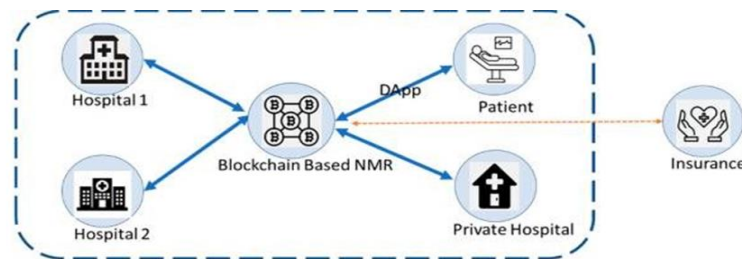 Hospital 1
DApp
Patient
Blockchain Based NMR
Insurance
Hospital 2
Private Hospital